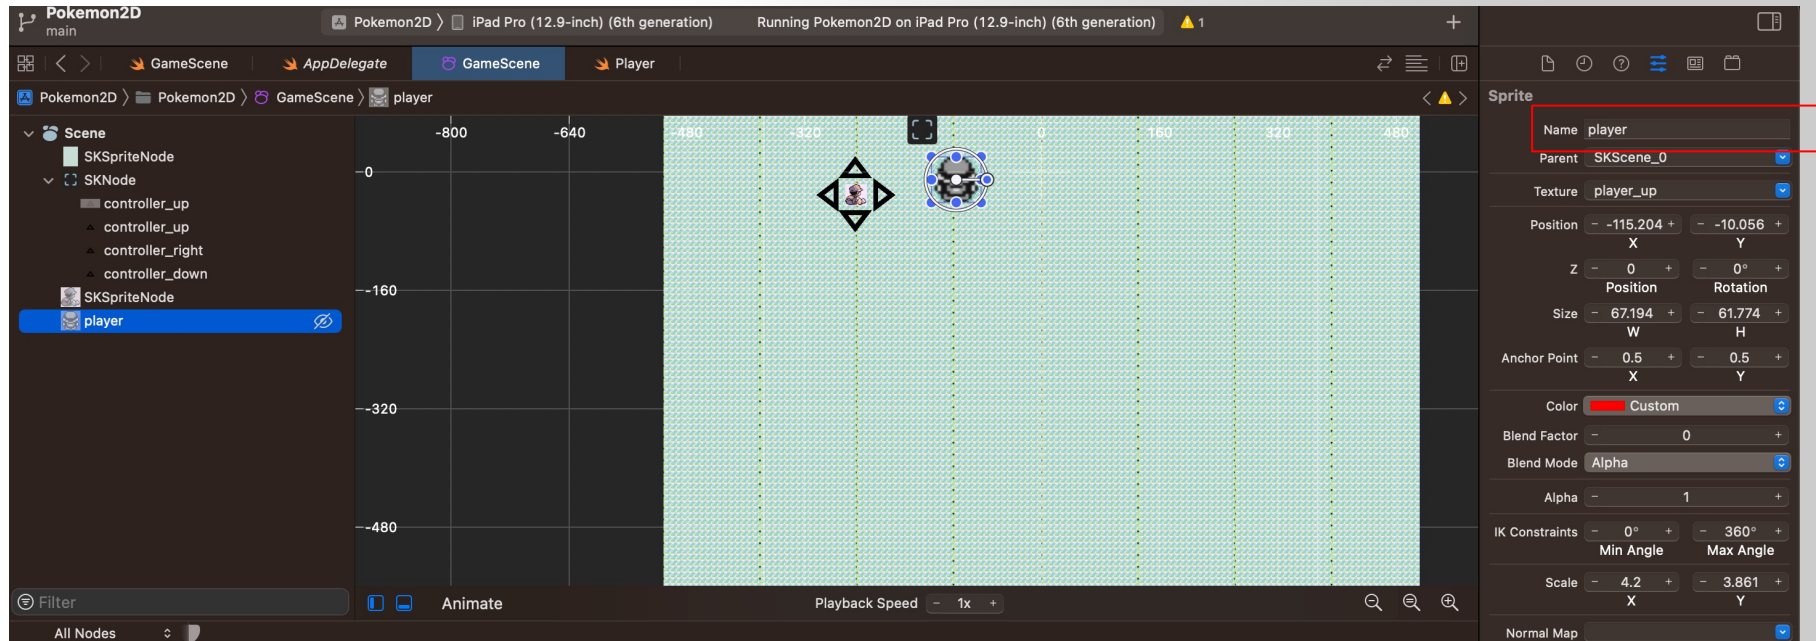 Pokemon2D
main
Pokemon2D 〉 iPad Pro (12.9-inch) (6th generation)
Running Pokemon2D on iPad Pro (12.9-inch) (6th generation)
1
GameScene
AppDelegate
GameScene
Player
Pokemon2D 〉 Pokemon2D 〉 GameScene 〉 player
Scene
SKSpriteNode
SKNode
controller_up
controller_up
controller_right
controller_down
SKSpriteNode
player
Filter
All Nodes
-800 -640 -480 -320 0 160 320 480
-0
-160
-320
-480
Animate
Playback Speed - 1x +
Sprite
Name player
Parent SKScene_0
Texture player_up
Position - -115.204 + - -10.056 +
X Y
Z - 0 + - 0° +
Position Rotation
Size - 67.194 + - 61.774 +
W H
Anchor Point - 0.5 + - 0.5 +
X Y
Color Custom
Blend Factor - 0 +
Blend Mode Alpha
Alpha - 1 +
IK Constraints - 0° + - 360° +
Min Angle Max Angle
Scale - 4.2 + - 3.861 +
X Y
Normal Map